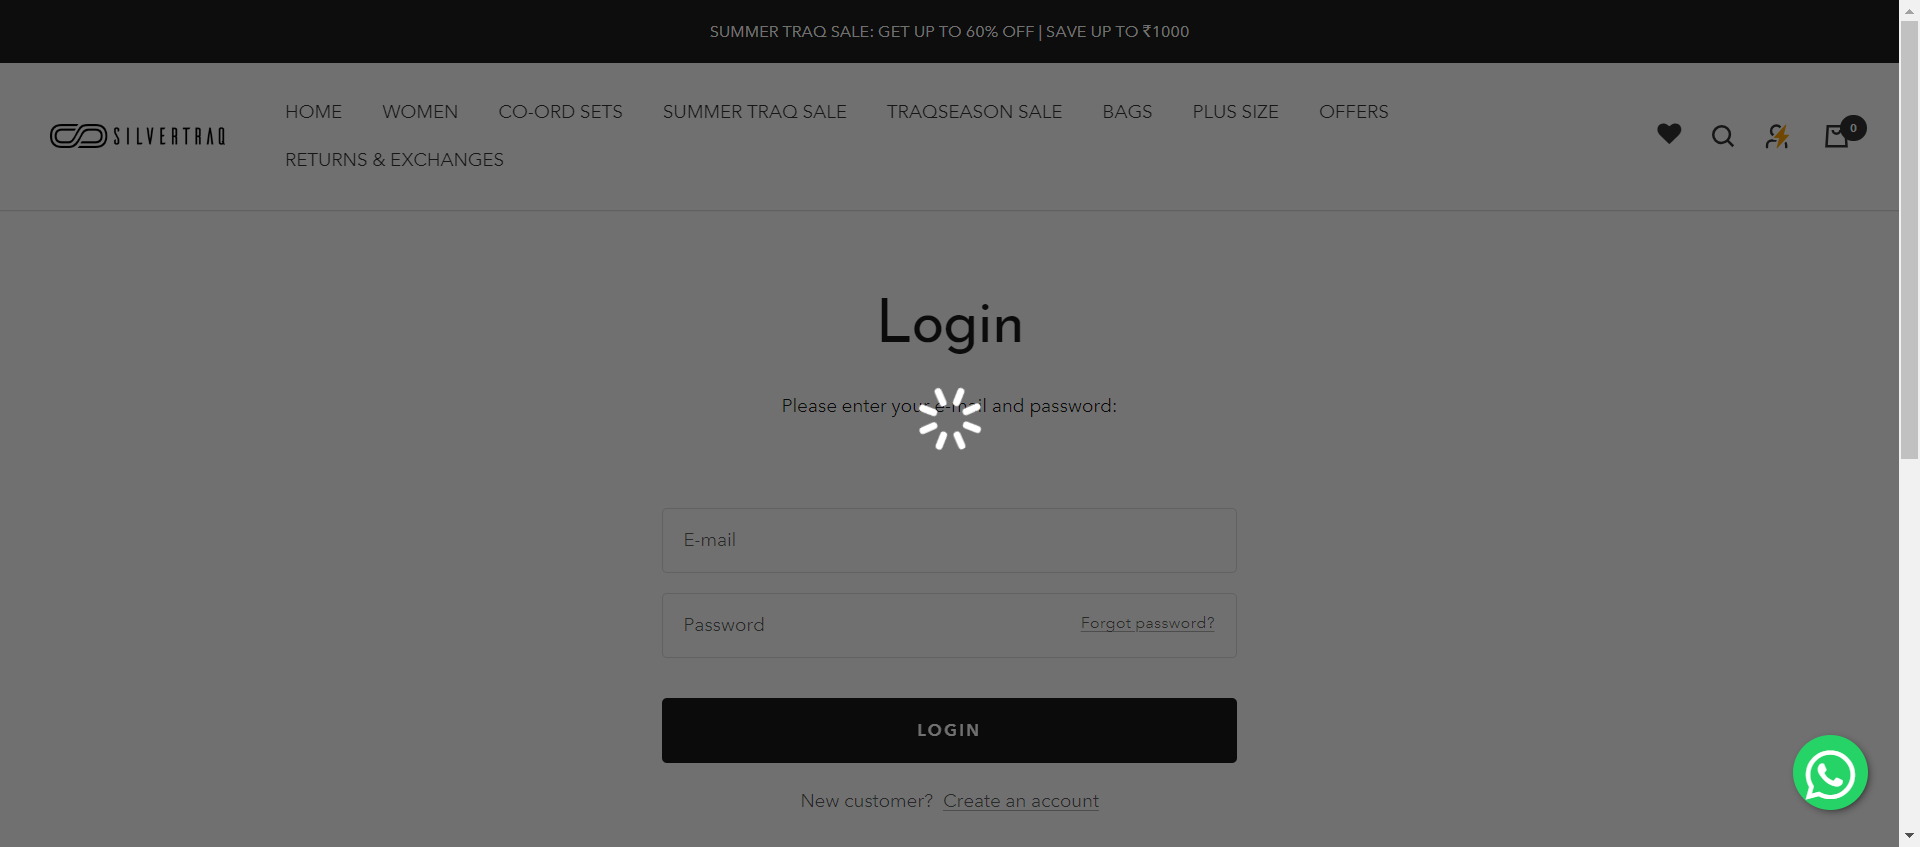 SUMMER TRAQ SALE: GET UP TO 60% OFF | SAVE UP TO ₹1000
SILVERTRAQ
HOME WOMEN CO-ORD SETS SUMMER TRAQ SALE TRAQSEASON SALE BAGS PLUS SIZE OFFERS
RETURNS & EXCHANGES
0
Login
Please enter your e-mail and password:
E-mail
Password Forgot password?
LOGIN
New customer? Create an account